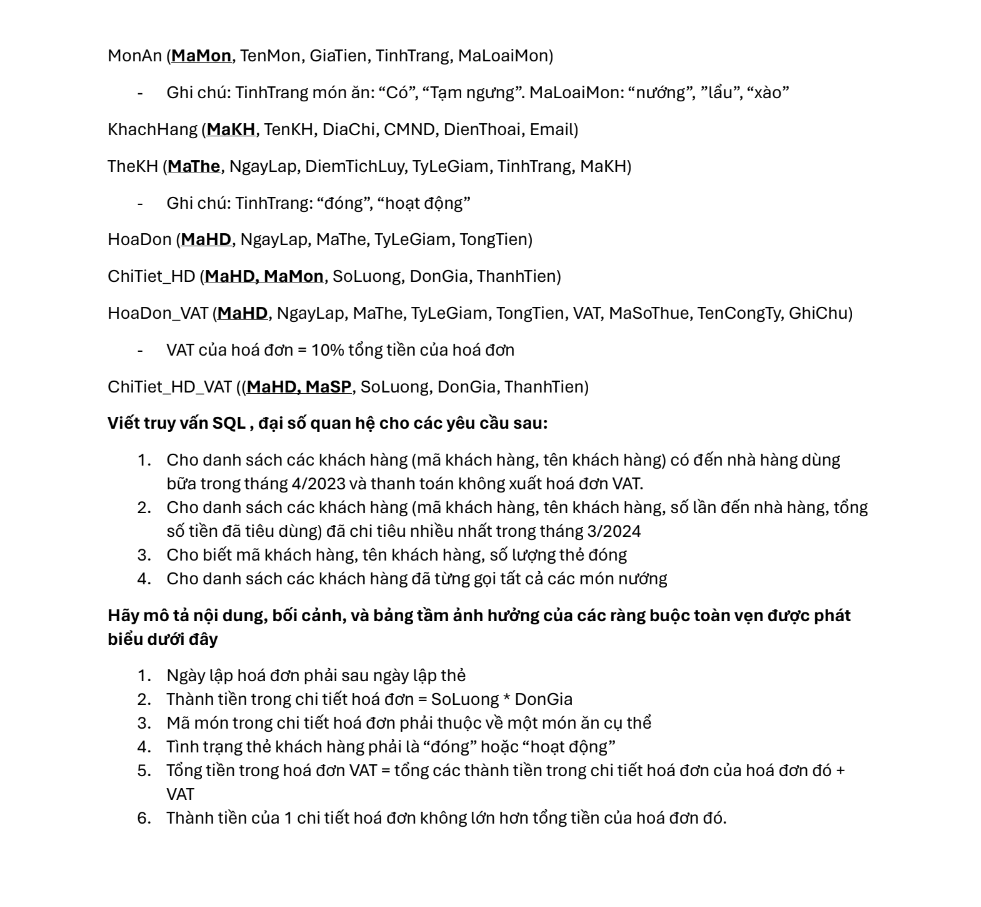 MonAn (MaMon, TenMon, GiaTien, TinhTrang, MaLoaiMon)
- Ghi chú: TinhTrang món ăn: “Có”, “Tạm ngưng”. MaLoaiMon: “nướng”, ”lẩu”, “xào”
KhachHang (MaKH, TenKH, DiaChi, CMND, DienThoai, Email)
TheKH (MaThe, NgayLap, DiemTichLuy, TyLeGiam, TinhTrang, MaKH)
- Ghi chú: TinhTrang: “đóng”, “hoạt động”
HoaDon (MaHD, NgayLap, MaThe, TyLeGiam, TongTien)
ChiTiet_HD (MaHD, MaMon, SoLuong, DonGia, ThanhTien)
HoaDon_VAT (MaHD, NgayLap, MaThe, TyLeGiam, TongTien, VAT, MaSoThue, TenCongTy, GhiChu)
- VAT của hoá đơn = 10% tổng tiền của hoá đơn
ChiTiet_HD_VAT ((MaHD, MaSP, SoLuong, DonGia, ThanhTien)
Viết truy vấn SQL , đại số quan hệ cho các yêu cầu sau:
1. Cho danh sách các khách hàng (mã khách hàng, tên khách hàng) có đến nhà hàng dùng
bữa trong tháng 4/2023 và thanh toán không xuất hoá đơn VAT.
2. Cho danh sách các khách hàng (mã khách hàng, tên khách hàng, số lần đến nhà hàng, tổng
số tiền đã tiêu dùng) đã chi tiêu nhiều nhất trong tháng 3/2024
3. Cho biết mã khách hàng, tên khách hàng, số lượng thẻ đóng
4. Cho danh sách các khách hàng đã từng gọi tất cả các món nướng
Hãy mô tả nội dung, bối cảnh, và bảng tầm ảnh hưởng của các ràng buộc toàn vẹn được phát
biểu dưới đây
1. Ngày lập hoá đơn phải sau ngày lập thẻ
2. Thành tiền trong chi tiết hoá đơn = SoLuong * DonGia
3. Mã món trong chi tiết hoá đơn phải thuộc về một món ăn cụ thể
4. Tình trạng thẻ khách hàng phải là “đóng” hoặc “hoạt động”
5. Tổng tiền trong hoá đơn VAT = tổng các thành tiền trong chi tiết hoá đơn của hoá đơn đó +
VAT
6. Thành tiền của 1 chi tiết hoá đơn không lớn hơn tổng tiền của hoá đơn đó.